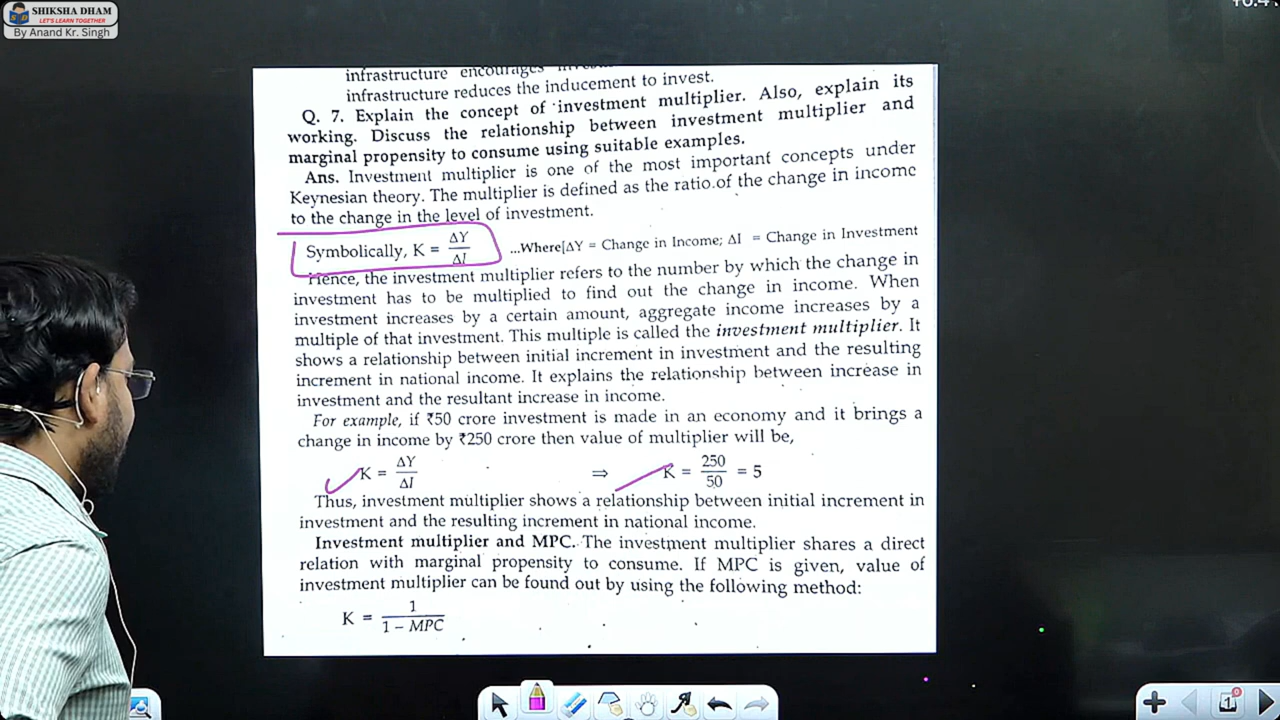 SHIKSHA DHAM
LET'S LEARN TOGETHER
By Anand Kr. Singh
infrastructure encourages
infrastructure reduces the inducement to invest.
Q. 7. Explain the concept of investment multiplier. Also, explain its
working. Discuss the relationship between investment multiplier and
marginal propensity to consume using suitable examples.
Ans. Investment multiplier is one of the most important concepts under
Keynesian theory. The multiplier is defined as the ratio of the change in income
to the change in the level of investment.
Symbolically, K = ΔY/ΔI ...Where[ΔY = Change in Income; ΔI = Change in Investment
Hence, the investment multiplier refers to the number by which the change in
investment has to be multiplied to find out the change in income. When
investment increases by a certain amount, aggregate income increases by a
multiple of that investment. This multiple is called the investment multiplier. It
shows a relationship between initial increment in investment and the resulting
increment in national income. It explains the relationship between increase in
investment and the resultant increase in income.
For example, if ₹50 crore investment is made in an economy and it brings a
change in income by ₹250 crore then value of multiplier will be,
K = ΔY/ΔI ⇒ K = 250/50 = 5
Thus, investment multiplier shows a relationship between initial increment in
investment and the resulting increment in national income.
Investment multiplier and MPC. The investment multiplier shares a direct
relation with marginal propensity to consume. If MPC is given, value of
investment multiplier can be found out by using the following method:
K = 1/1 − MPC
1